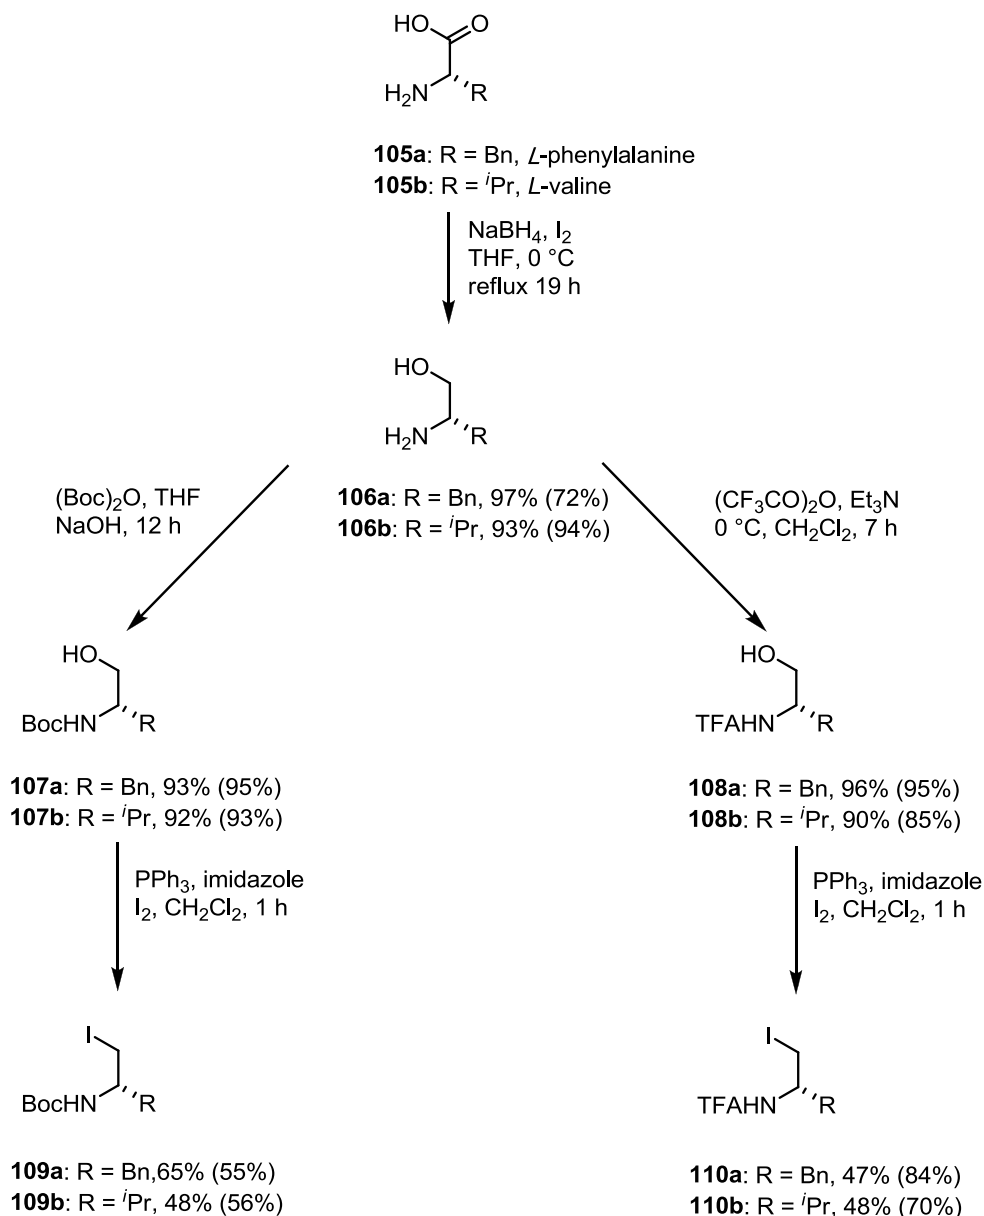 HO O
H₂N R
105a: R = Bn, L-phenylalanine
105b: R = ⁱPr, L-valine
NaBH₄, I₂
THF, 0 °C
reflux 19 h
HO
H₂N R
106a: R = Bn, 97% (72%)
106b: R = ⁱPr, 93% (94%)
(Boc)₂O, THF
NaOH, 12 h
(CF₃CO)₂O, Et₃N
0 °C, CH₂Cl₂, 7 h
HO
BocHN R
107a: R = Bn, 93% (95%)
107b: R = ⁱPr, 92% (93%)
HO
TFAHN R
108a: R = Bn, 96% (95%)
108b: R = ⁱPr, 90% (85%)
PPh₃, imidazole
I₂, CH₂Cl₂, 1 h
PPh₃, imidazole
I₂, CH₂Cl₂, 1 h
I
BocHN R
109a: R = Bn,65% (55%)
109b: R = ⁱPr, 48% (56%)
I
TFAHN R
110a: R = Bn, 47% (84%)
110b: R = ⁱPr, 48% (70%)